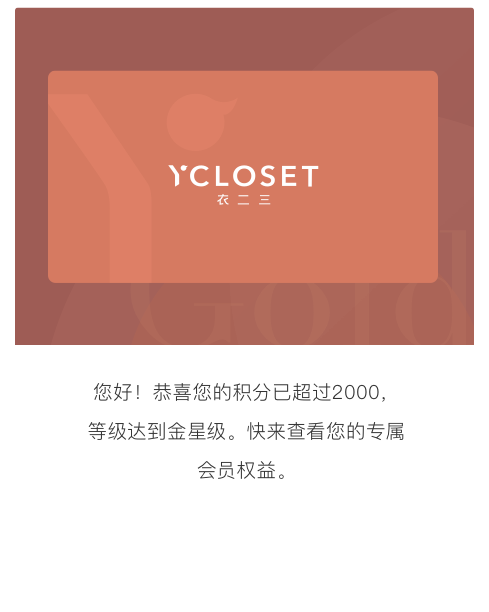 YCLOSET
衣二三
Gold
您好！恭喜您的积分已超过2000，
等级达到金星级。快来查看您的专属
会员权益。